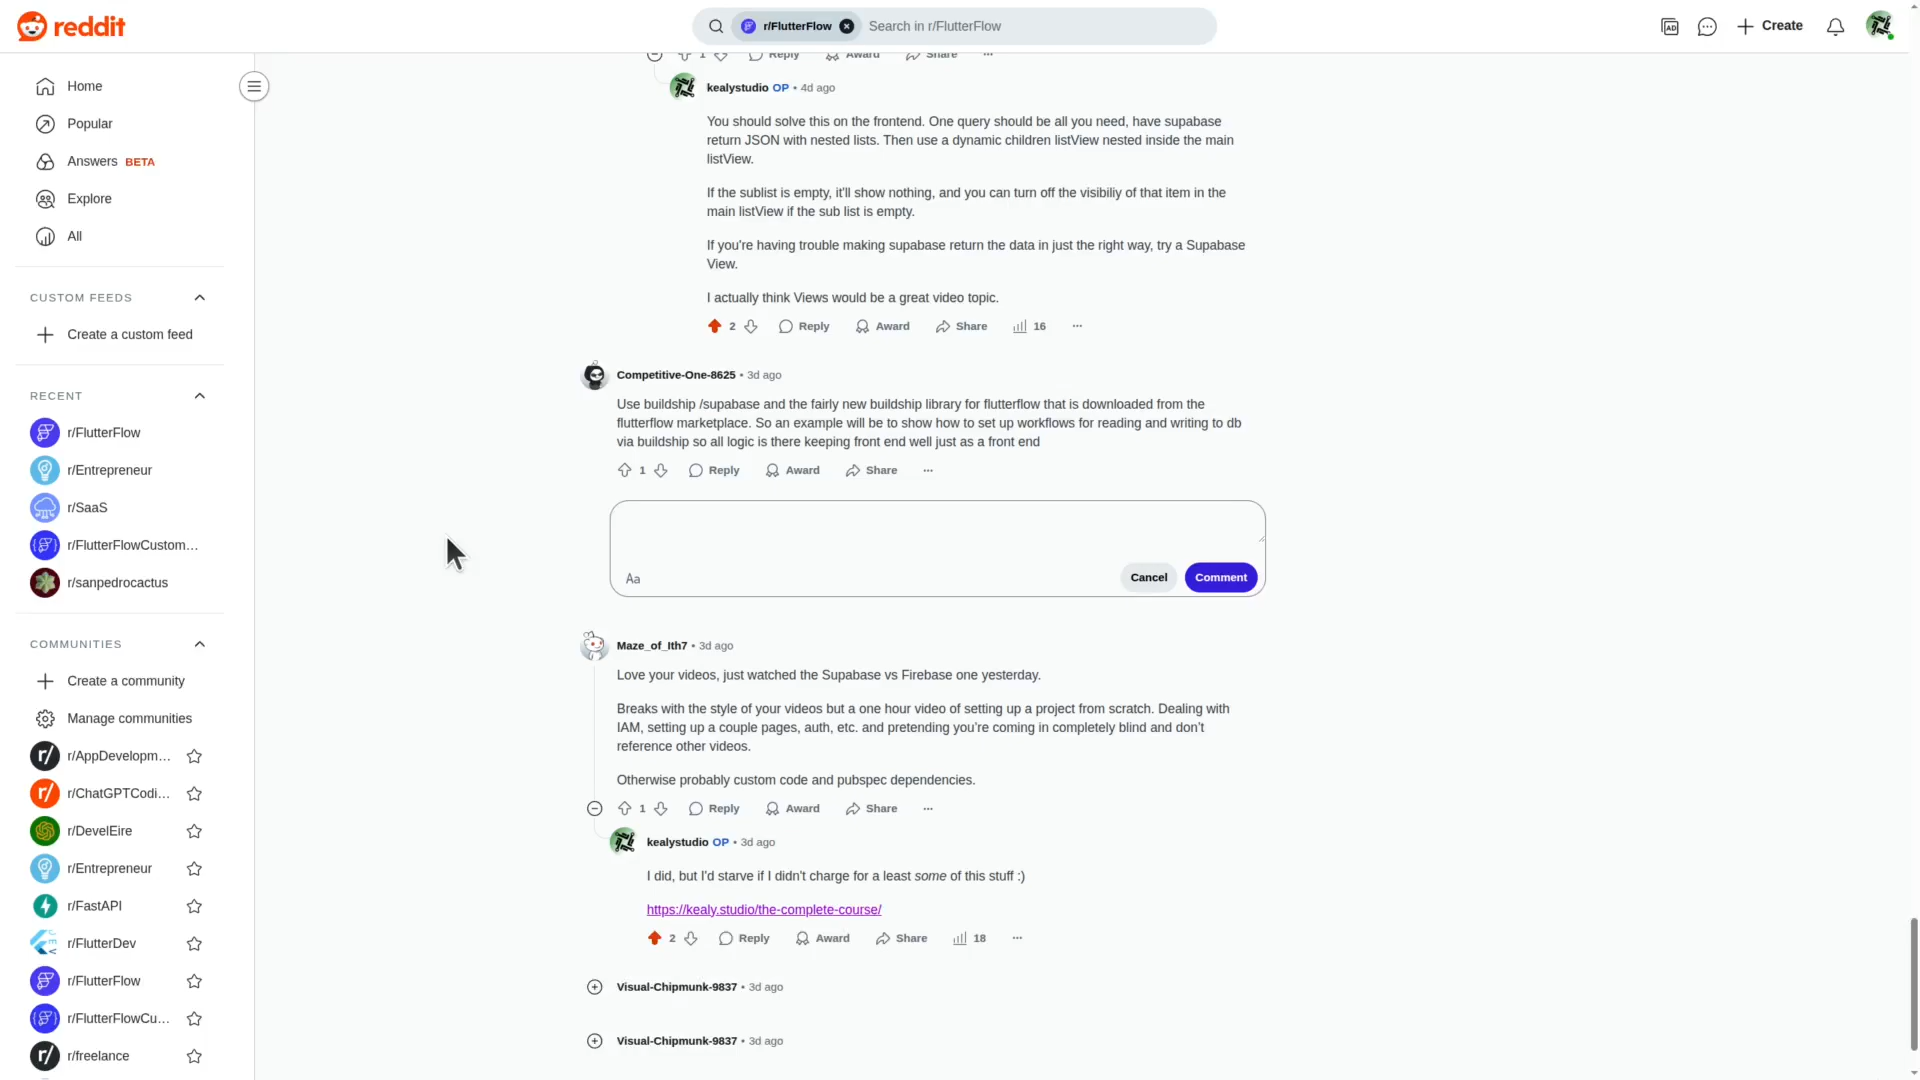 reddit
r/FlutterFlow
Search in r/FlutterFlow
AD
Create
Home
Popular
Answers BETA
Explore
All
CUSTOM FEEDS
Create a custom feed
RECENT
r/FlutterFlow
r/Entrepreneur
r/SaaS
r/FlutterFlowCustom...
r/sanpedrocactus
COMMUNITIES
Create a community
Manage communities
r/AppDevelopm...
r/ChatGPTCodi...
r/DevelEire
r/Entrepreneur
r/FastAPI
r/FlutterDev
r/FlutterFlow
r/FlutterFlowCu...
r/freelance
1 Reply Award Share ...
kealystudio OP • 4d ago
You should solve this on the frontend. One query should be all you need, have supabase
return JSON with nested lists. Then use a dynamic children listView nested inside the main
listView.
If the sublist is empty, it'll show nothing, and you can turn off the visibiliy of that item in the
main listView if the sub list is empty.
If you're having trouble making supabase return the data in just the right way, try a Supabase
View.
I actually think Views would be a great video topic.
2 Reply Award Share 16 ...
Competitive-One-8625 • 3d ago
Use buildship /supabase and the fairly new buildship library for flutterflow that is downloaded from the
flutterflow marketplace. So an example will be to show how to set up workflows for reading and writing to db
via buildship so all logic is there keeping front end well just as a front end
1 Reply Award Share ...
Aa Cancel Comment
Maze_of_Ith7 • 3d ago
Love your videos, just watched the Supabase vs Firebase one yesterday.
Breaks with the style of your videos but a one hour video of setting up a project from scratch. Dealing with
IAM, setting up a couple pages, auth, etc. and pretending you're coming in completely blind and don't
reference other videos.
Otherwise probably custom code and pubspec dependencies.
1 Reply Award Share ...
kealystudio OP • 3d ago
I did, but I'd starve if I didn't charge for a least some of this stuff :)
https://kealy.studio/the-complete-course/
2 Reply Award Share 18 ...
Visual-Chipmunk-9837 • 3d ago
Visual-Chipmunk-9837 • 3d ago